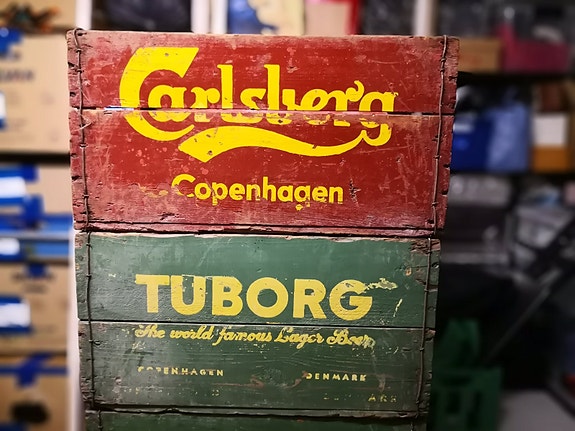 Carlsberg
Copenhagen
TUBORG
The world famous Lager Beer
COPENHAGEN DENMARK